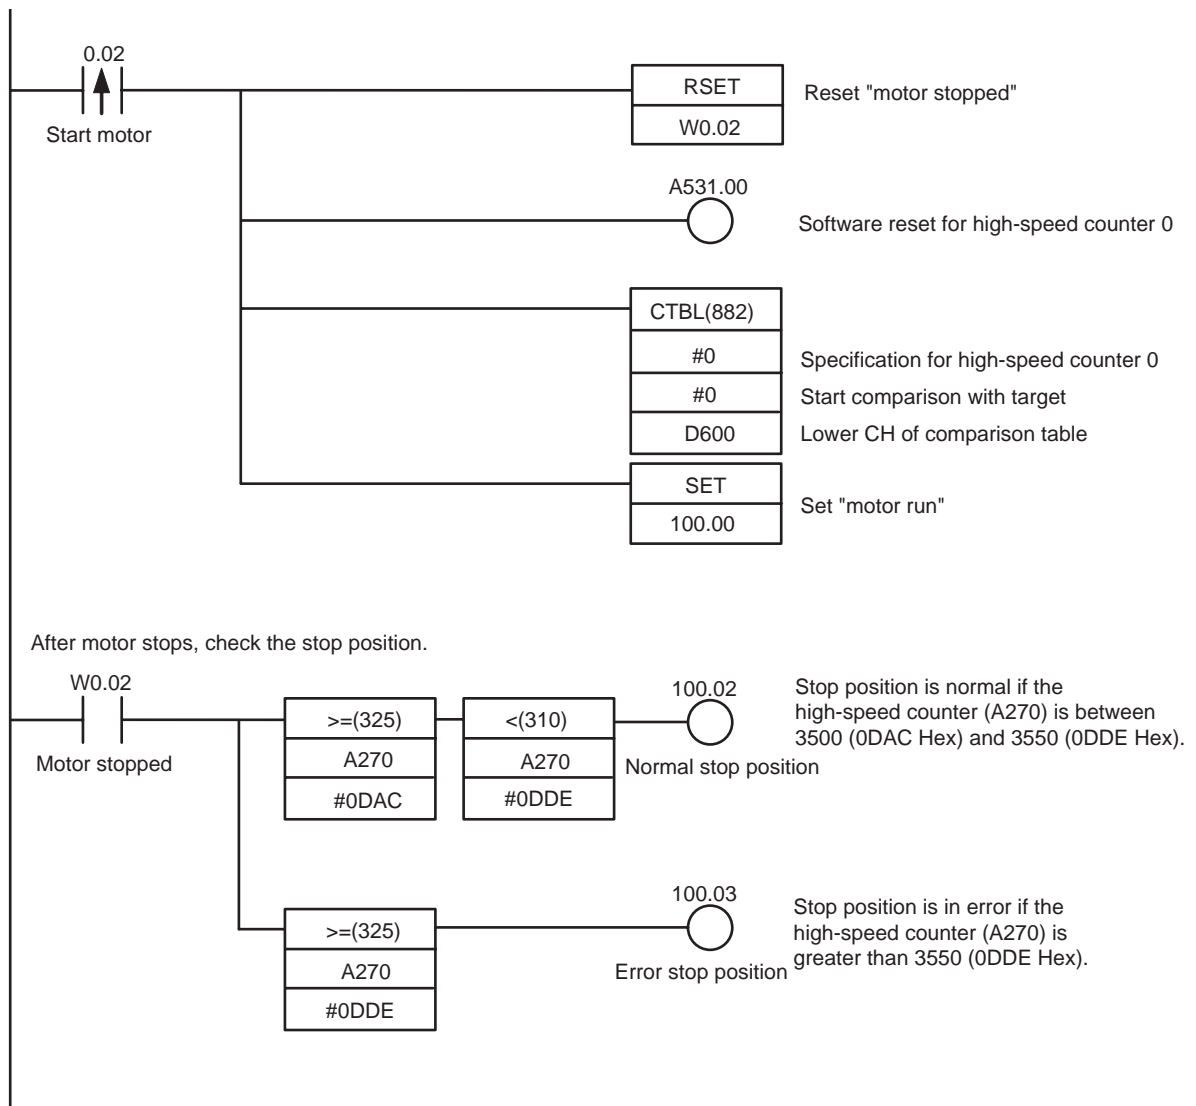 0.02
Start motor
RSET
W0.02
Reset "motor stopped"
A531.00
Software reset for high-speed counter 0
CTBL(882)
#0
Specification for high-speed counter 0
#0
Start comparison with target
D600
Lower CH of comparison table
SET
100.00
Set "motor run"
After motor stops, check the stop position.
W0.02
Motor stopped
>=(325)
A270
#0DAC
<(310)
A270
#0DDE
100.02
Normal stop position
Stop position is normal if the
high-speed counter (A270) is between
3500 (0DAC Hex) and 3550 (0DDE Hex).
>=(325)
A270
#0DDE
100.03
Error stop position
Stop position is in error if the
high-speed counter (A270) is
greater than 3550 (0DDE Hex).